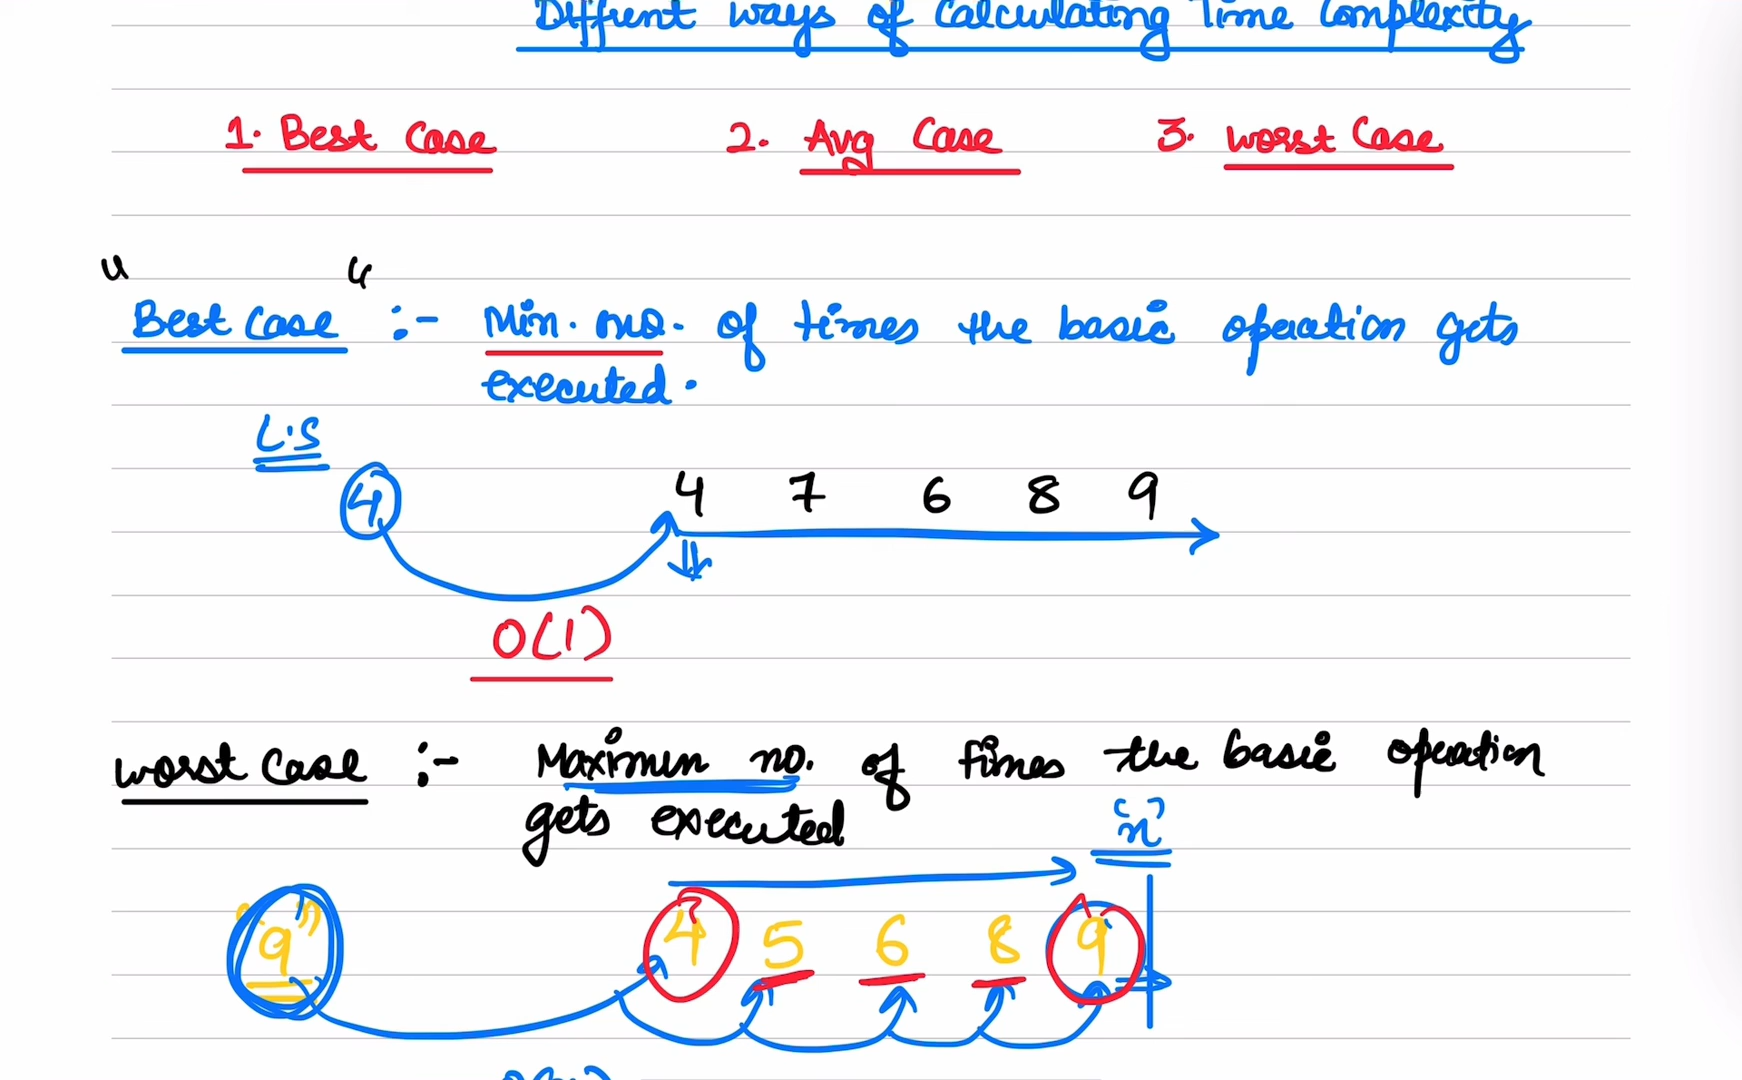 Diffrent ways of Calculating Time Complexity
1. Best Case 2. Avg Case 3. Worst Case
"Best Case" :- Min. no. of times the basic operation gets
executed.
L.S
4 4 7 6 8 9
O(1)
Worst Case :- Maximum no. of times the basic operation
gets executed
'n'
"9" 4 5 6 8 9